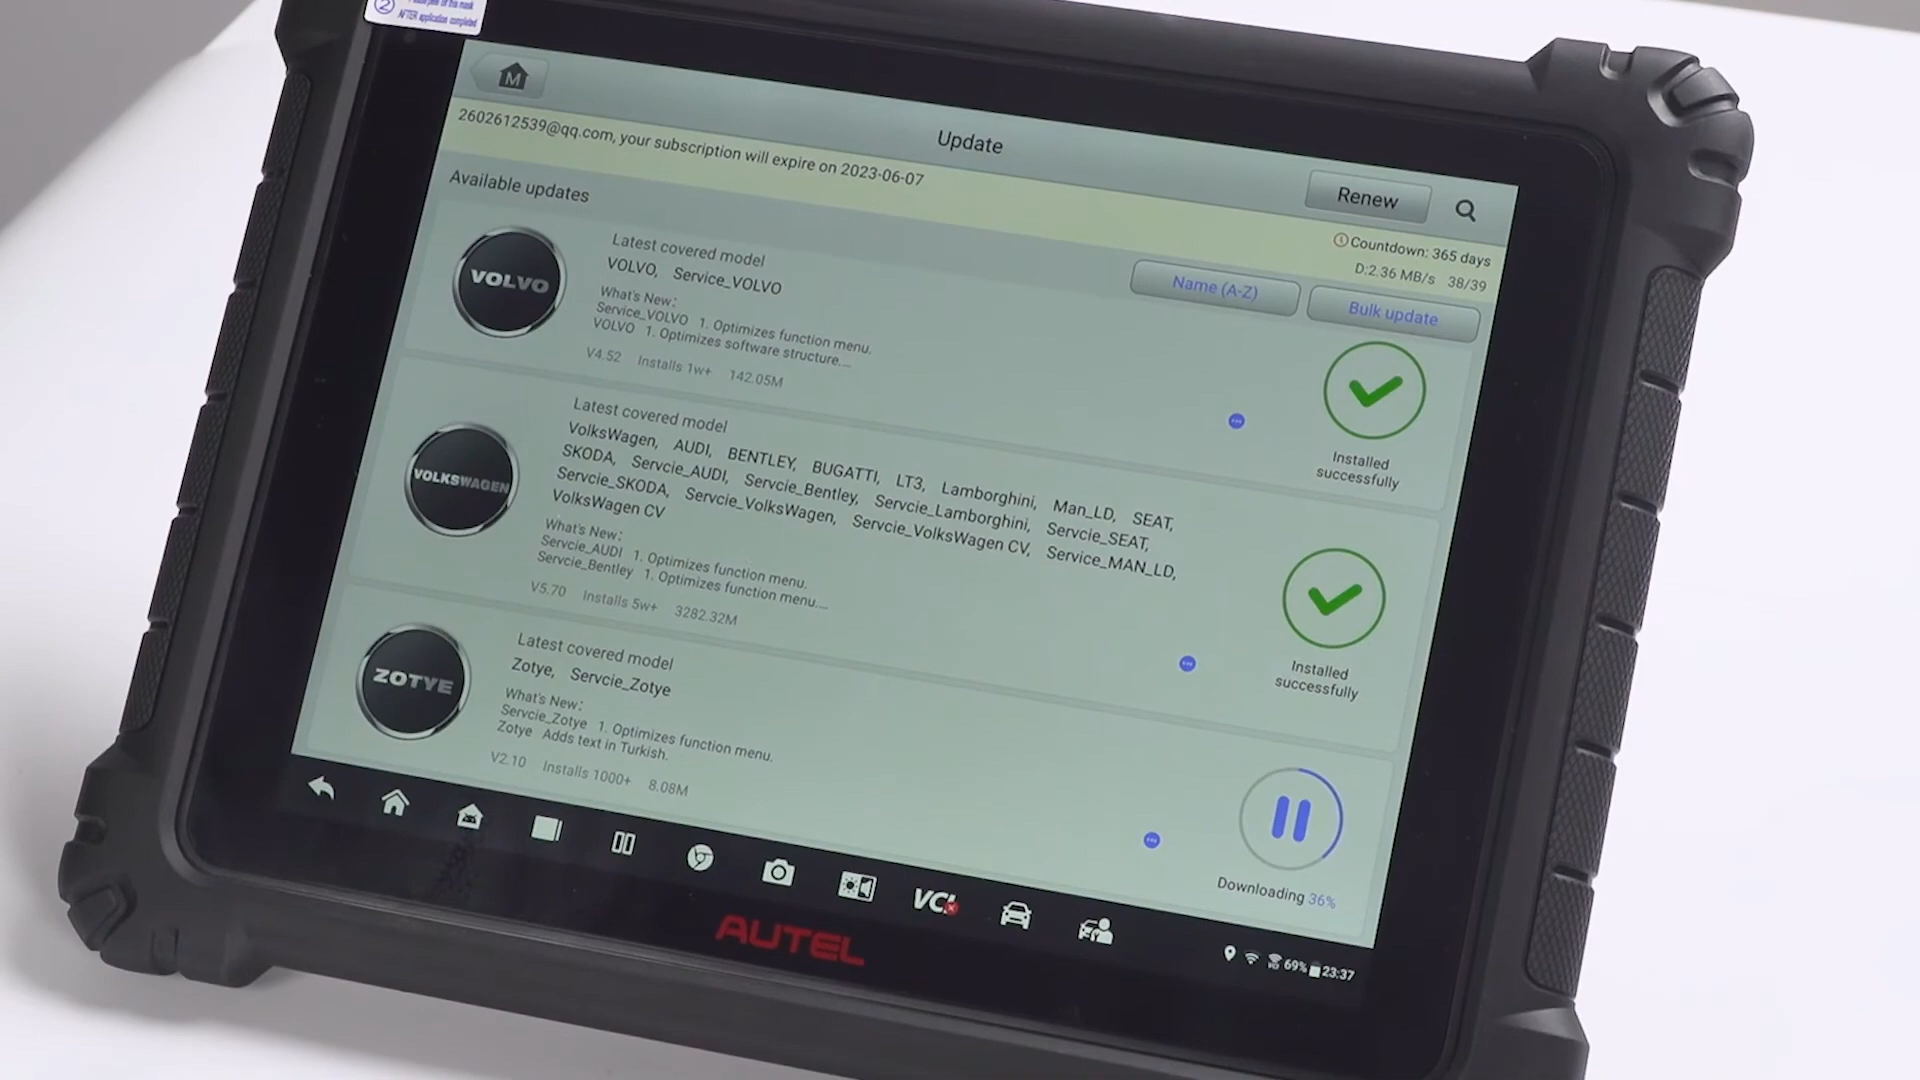 AFTER application completed
M
Update
2602612539@qq.com, your subscription will expire on 2023-06-07
Renew
Countdown: 365 days
D:2.36 MB/s 38/39
Available updates
Name (A-Z)
Bulk update
VOLVO
Latest covered model
VOLVO, Service_VOLVO
What's New:
Service_VOLVO 1. Optimizes function menu.
VOLVO 1. Optimizes software structure....
V4.52 Installs 1w+ 142.05M
Installed
successfully
VOLKSWAGEN
Latest covered model
VolksWagen, AUDI, BENTLEY, BUGATTI, LT3, Lamborghini, Man_LD, SEAT,
SKODA, Servcie_AUDI, Servcie_Bentley, Servcie_Lamborghini, Servcie_SEAT,
Servcie_SKODA, Servcie_VolksWagen, Servcie_VolksWagen CV, Service_MAN_LD,
VolksWagen CV
What's New:
Servcie_AUDI 1. Optimizes function menu.
Servcie_Bentley 1. Optimizes function menu....
V5.70 Installs 5w+ 3282.32M
Installed
successfully
ZOTYE
Latest covered model
Zotye, Servcie_Zotye
What's New:
Servcie_Zotye 1. Optimizes function menu.
Zotye Adds text in Turkish.
V2.10 Installs 1000+ 8.08M
Downloading 36%
VCI
69% 23:37
AUTEL